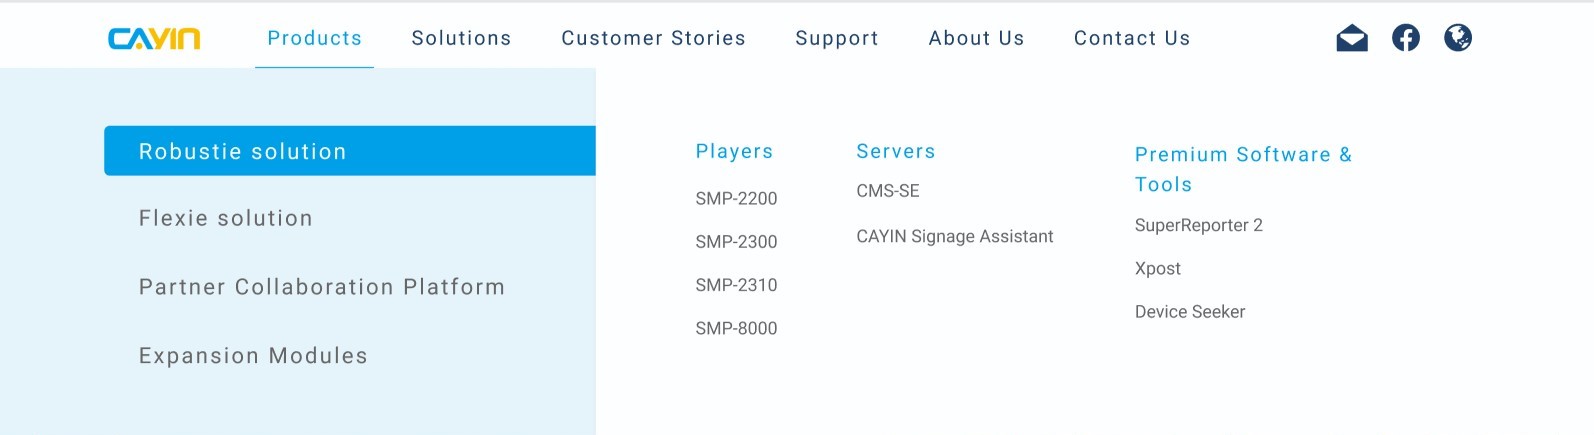 CAYIN
Products
Solutions
Customer Stories
Support
About Us
Contact Us
Robustie solution
Flexie solution
Partner Collaboration Platform
Expansion Modules
Players
SMP-2200
SMP-2300
SMP-2310
SMP-8000
Servers
CMS-SE
CAYIN Signage Assistant
Premium Software &
Tools
SuperReporter 2
Xpost
Device Seeker